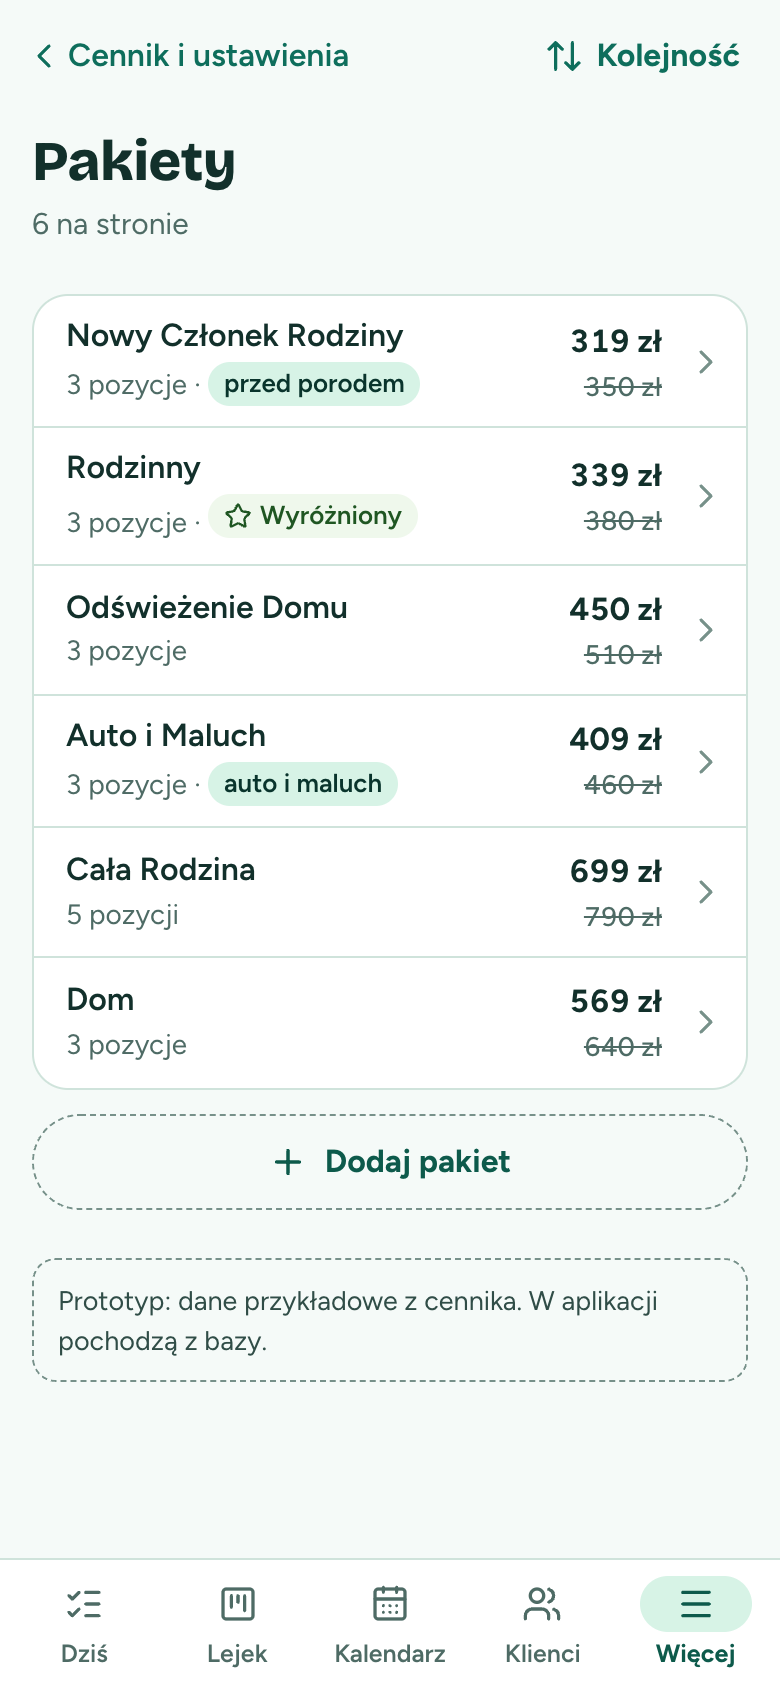 Cennik i ustawienia
Kolejność
Pakiety
6 na stronie
Nowy Członek Rodziny
319 zł
3 pozycje · przed porodem
350 zł
Rodzinny
339 zł
3 pozycje · Wyróżniony
380 zł
Odświeżenie Domu
450 zł
3 pozycje
510 zł
Auto i Maluch
409 zł
3 pozycje · auto i maluch
460 zł
Cała Rodzina
699 zł
5 pozycji
790 zł
Dom
569 zł
3 pozycje
640 zł
Dodaj pakiet
Prototyp: dane przykładowe z cennika. W aplikacji
pochodzą z bazy.
Dziś
Lejek
Kalendarz
Klienci
Więcej